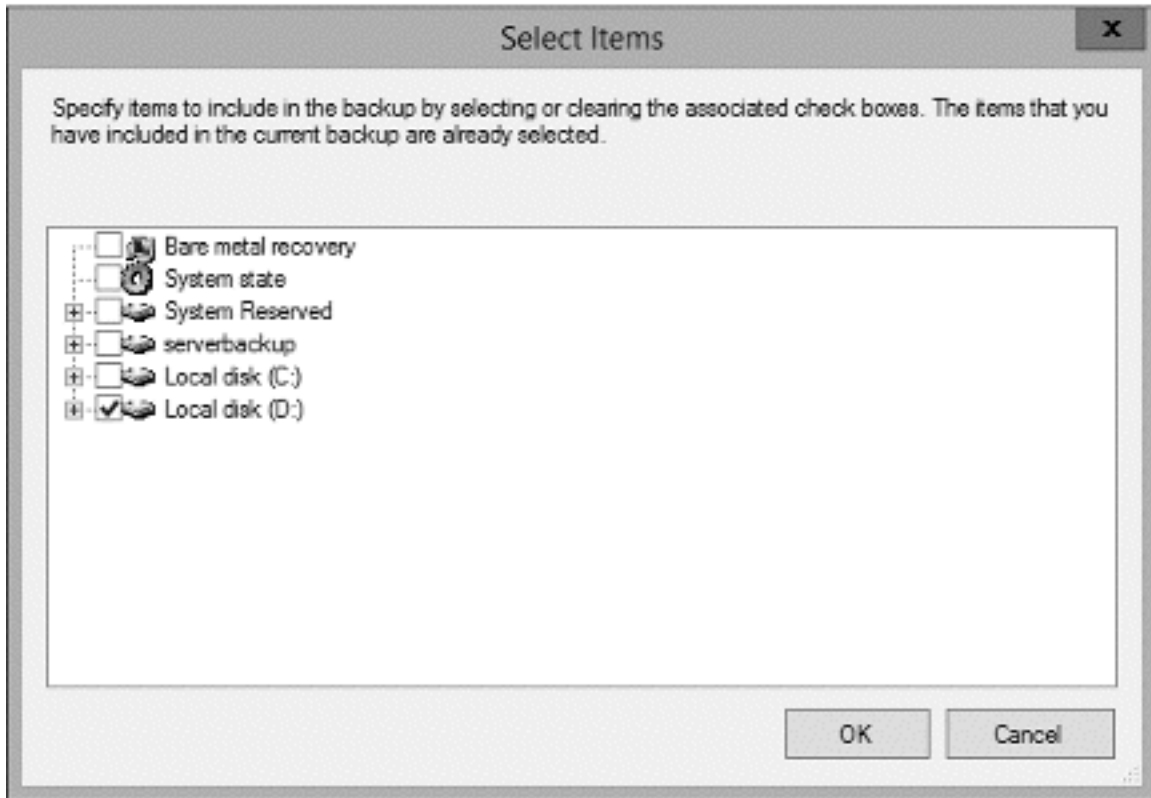 Select Items
x
Specify items to include in the backup by selecting or clearing the associated check boxes. The items that you
have included in the current backup are already selected.
Bare metal recovery
System state
System Reserved
serverbackup
Local disk (C:)
Local disk (D:)
OK
Cancel